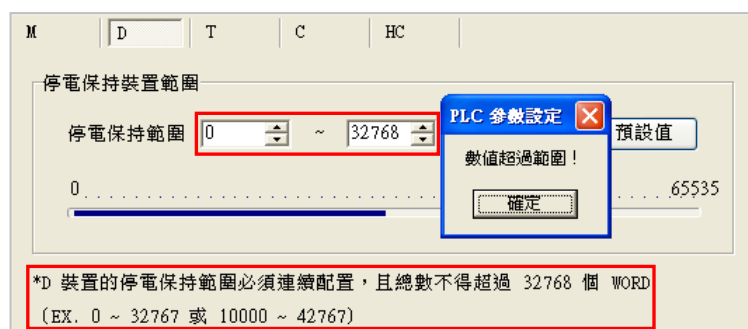 M D T C HC
停電保持裝置範圍
停電保持範圍 0 ~ 32768
PLC 參數設定
數值超過範圍！
確定
預設值
0 65535
*D 裝置的停電保持範圍必須連續配置，且總數不得超過 32768 個 WORD
(EX. 0 ~ 32767 或 10000 ~ 42767)